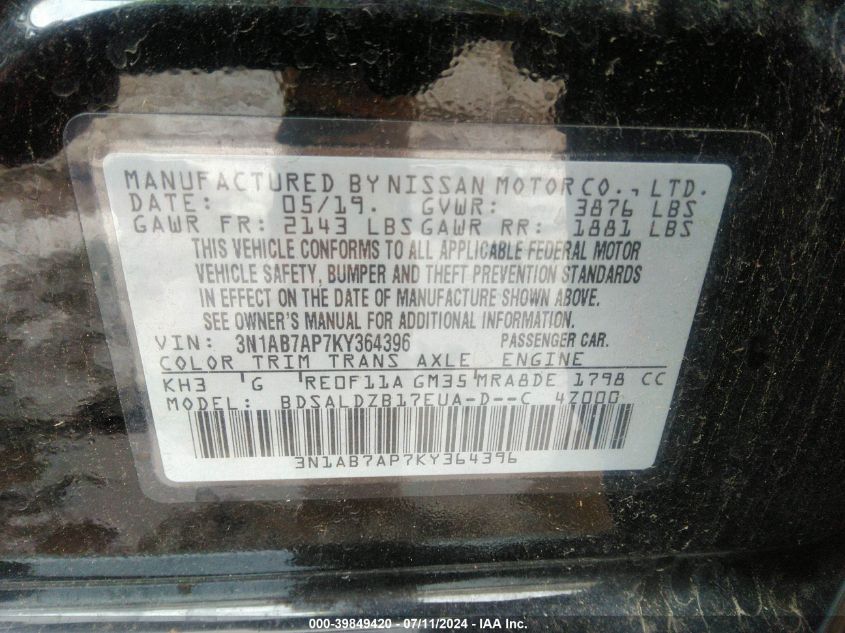 MANUFACTURED BY NISSAN MOTOR CO., LTD.
DATE: 05/19. GVWR: 3876 LBS
GAWR FR: 2143 LBS GAWR RR: 1881 LBS
THIS VEHICLE CONFORMS TO ALL APPLICABLE FEDERAL MOTOR
VEHICLE SAFETY, BUMPER AND THEFT PREVENTION STANDARDS
IN EFFECT ON THE DATE OF MANUFACTURE SHOWN ABOVE.
SEE OWNER'S MANUAL FOR ADDITIONAL INFORMATION.
VIN: 3N1AB7AP7KY364396 PASSENGER CAR.
COLOR TRIM TRANS AXLE ENGINE
KH3 G RE0F11A GM35 MRA8DE 1798 CC
MODEL: BDSALDZB17EUA-D--C 4Z000
3N1AB7AP7KY364396
000-39849420 - 07/11/2024 - IAA Inc.